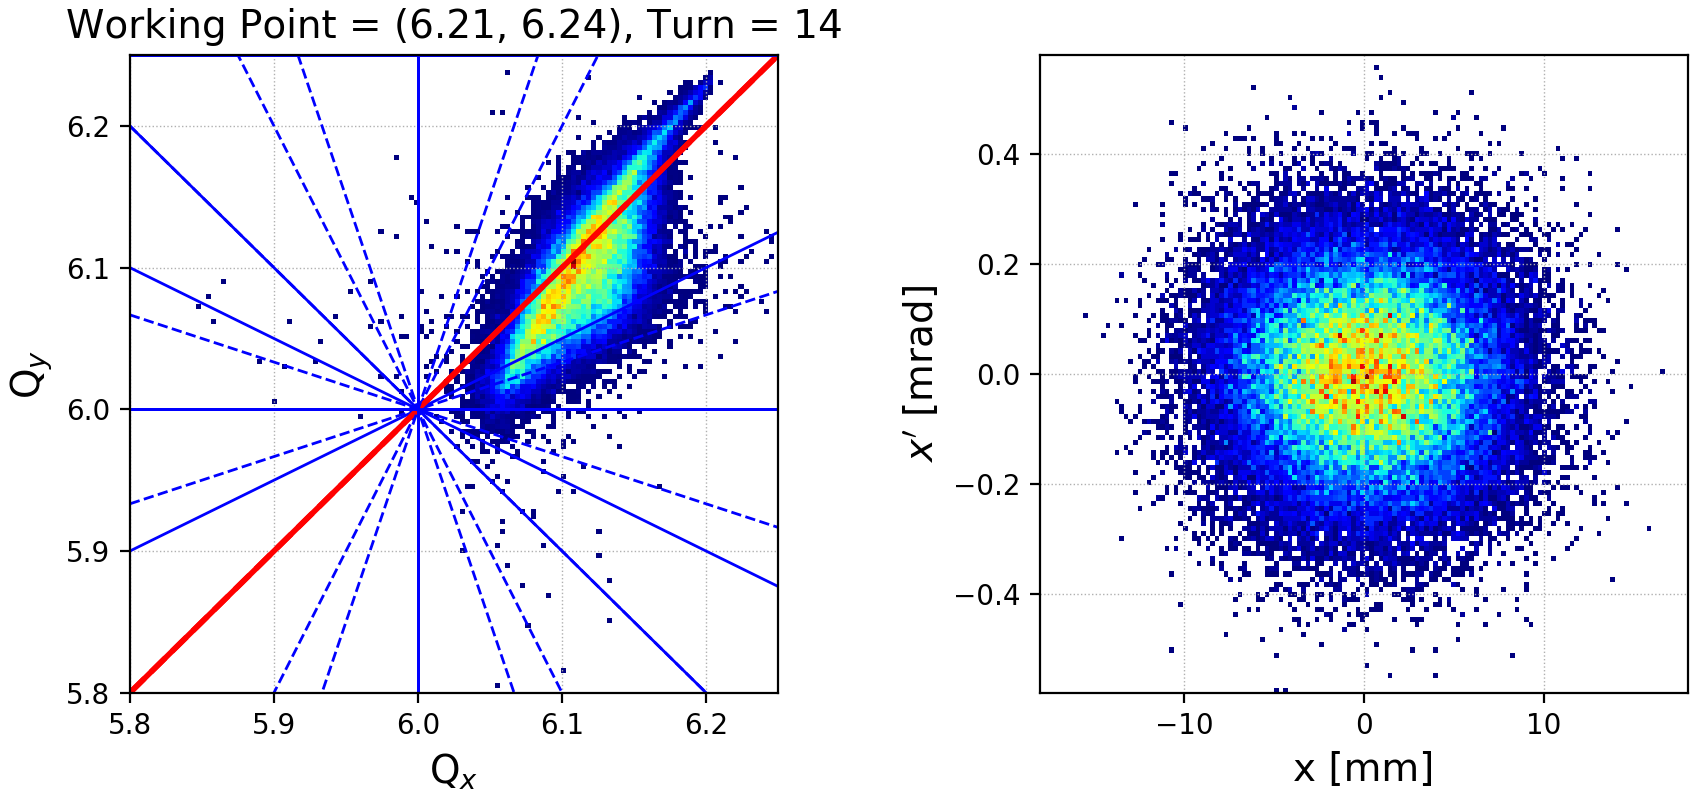 Working Point = (6.21, 6.24), Turn = 14
Qy
6.2
6.1
6.0
5.9
5.8
5.8 5.9 6.0 6.1 6.2
Qx
x′ [mrad]
0.4
0.2
0.0
−0.2
−0.4
−10 0 10
x [mm]